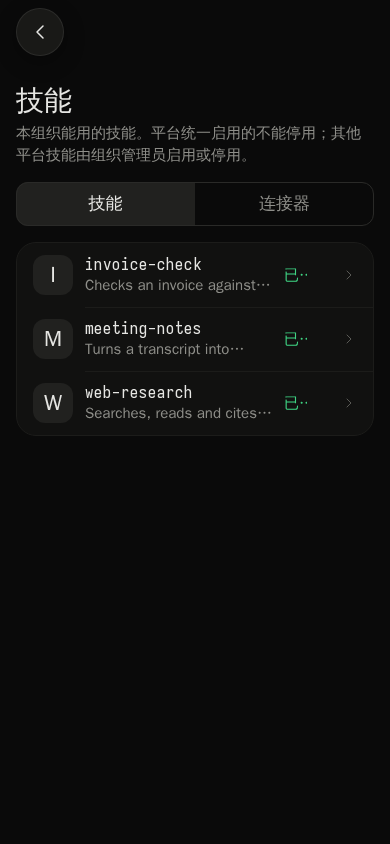 技能
本组织能用的技能。平台统一启用的不能停用；其他
平台技能由组织管理员启用或停用。
技能
连接器
I
invoice-check
Checks an invoice against…
已…
M
meeting-notes
Turns a transcript into…
已…
W
web-research
Searches, reads and cites…
已…